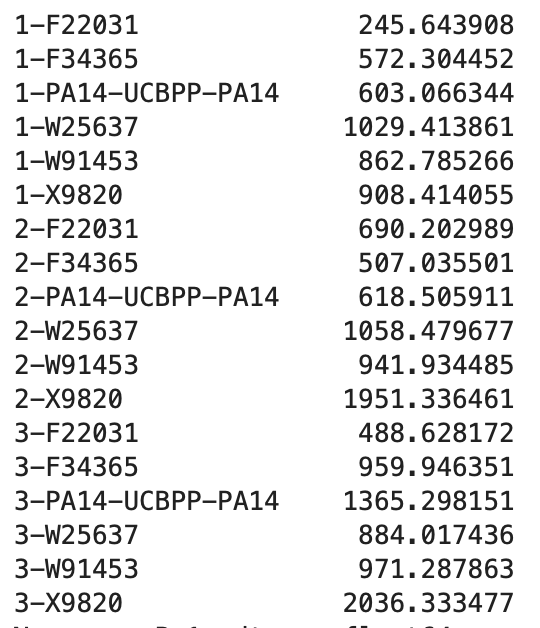 1-F22031 245.643908
1-F34365 572.304452
1-PA14-UCBPP-PA14 603.066344
1-W25637 1029.413861
1-W91453 862.785266
1-X9820 908.414055
2-F22031 690.202989
2-F34365 507.035501
2-PA14-UCBPP-PA14 618.505911
2-W25637 1058.479677
2-W91453 941.934485
2-X9820 1951.336461
3-F22031 488.628172
3-F34365 959.946351
3-PA14-UCBPP-PA14 1365.298151
3-W25637 884.017436
3-W91453 971.287863
3-X9820 2036.333477